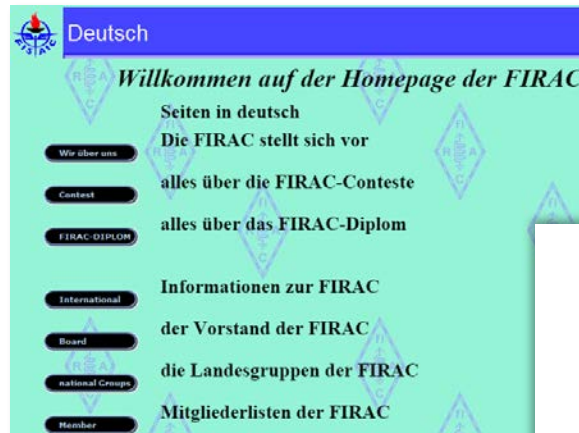 FISAIC
Deutsch
Willkommen auf der Homepage der FIRAC
Seiten in deutsch
Wir über uns Die FIRAC stellt sich vor
Contest alles über die FIRAC-Conteste
FIRAC-DIPLOM alles über das FIRAC-Diplom
International Informationen zur FIRAC
Board der Vorstand der FIRAC
national Groups die Landesgruppen der FIRAC
Member Mitgliederlisten der FIRAC